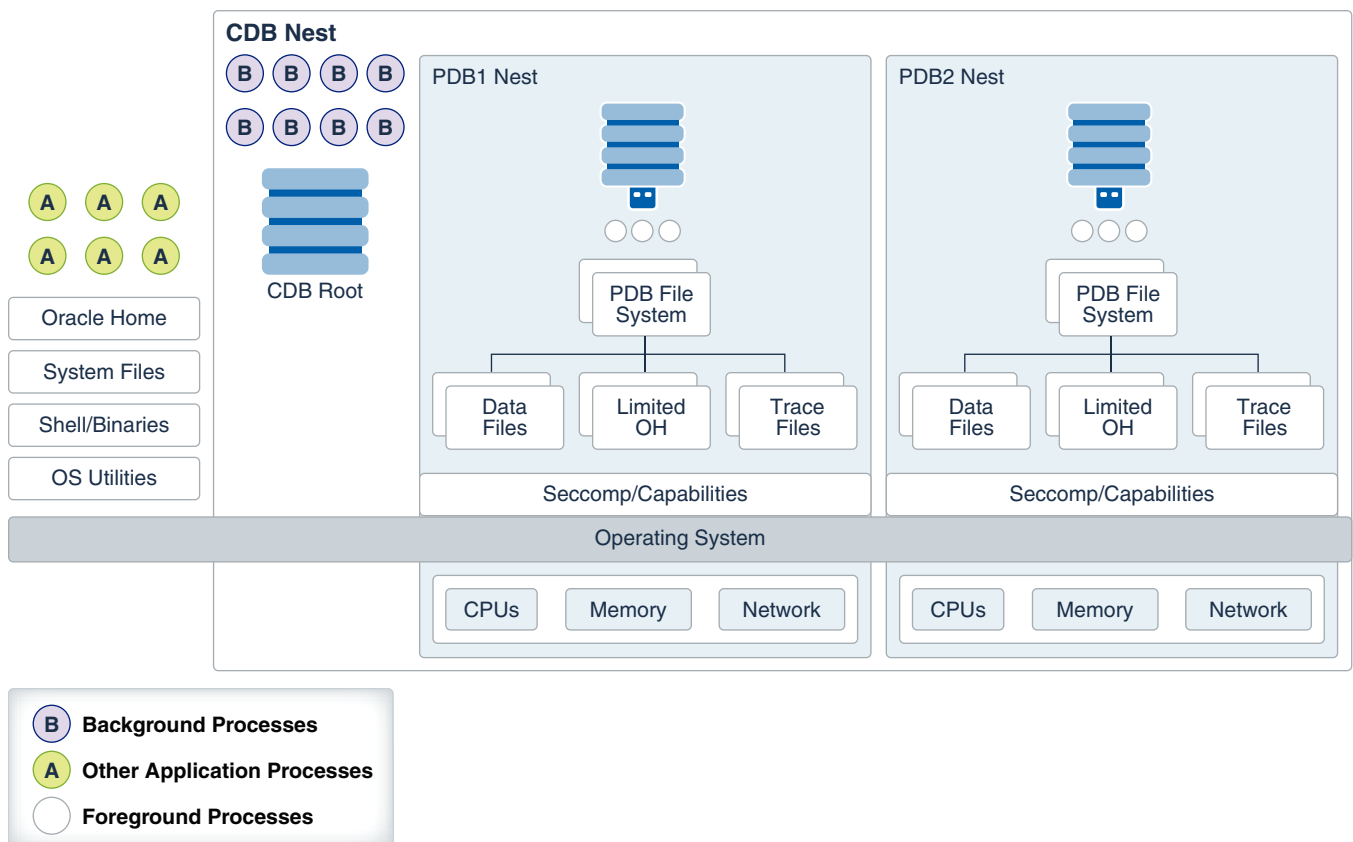 CDB Nest
B B B B
B B B B
CDB Root
A A A
A A A
Oracle Home
System Files
Shell/Binaries
OS Utilities
PDB1 Nest
PDB File
System
Data
Files
Limited
OH
Trace
Files
Seccomp/Capabilities
PDB2 Nest
PDB File
System
Data
Files
Limited
OH
Trace
Files
Seccomp/Capabilities
Operating System
CPUs
Memory
Network
CPUs
Memory
Network
B Background Processes
A Other Application Processes
Foreground Processes